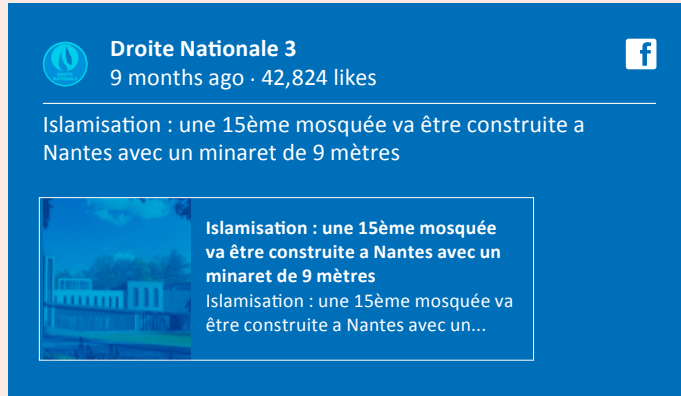 Droite Nationale 3
9 months ago · 42,824 likes
f
DROITE
NATIONALE
Islamisation : une 15ème mosquée va être construite a
Nantes avec un minaret de 9 mètres
Islamisation : une 15ème mosquée
va être construite a Nantes avec un
minaret de 9 mètres
Islamisation : une 15ème mosquée va
être construite a Nantes avec un...